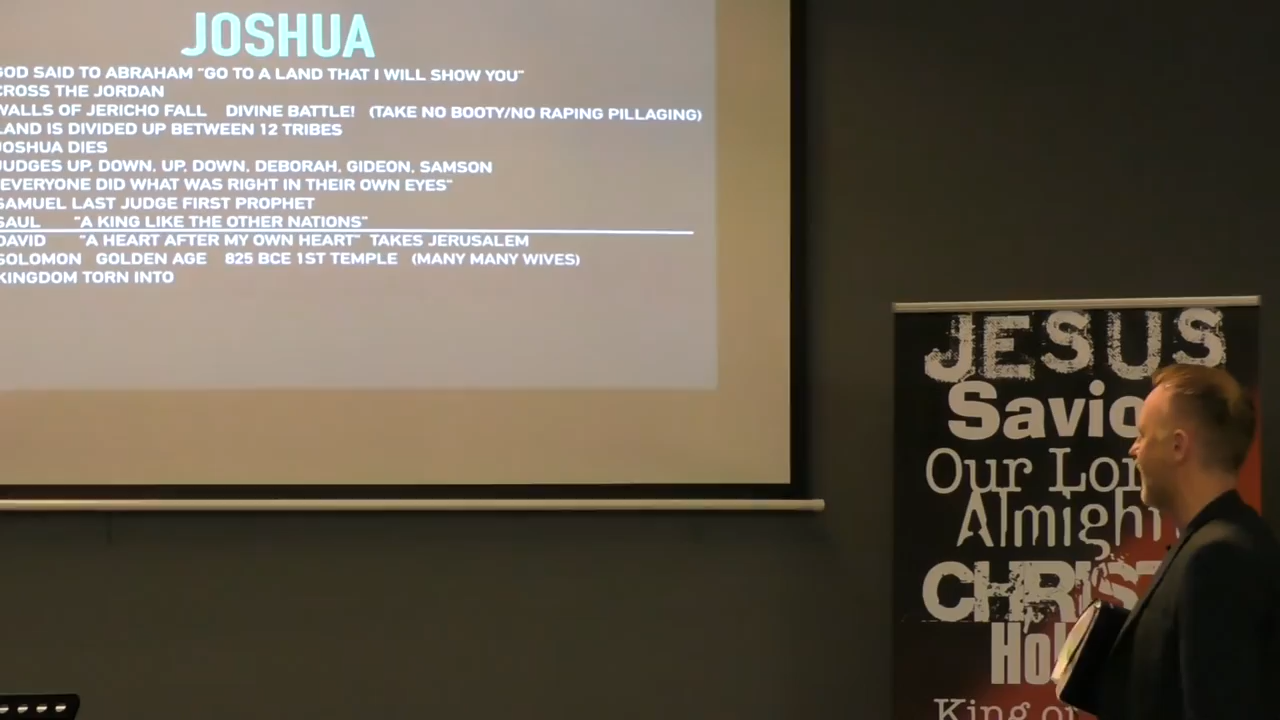 JOSHUA
GOD SAID TO ABRAHAM "GO TO A LAND THAT I WILL SHOW YOU"
CROSS THE JORDAN
WALLS OF JERICHO FALL DIVINE BATTLE! (TAKE NO BOOTY/NO RAPING PILLAGING)
LAND IS DIVIDED UP BETWEEN 12 TRIBES
JOSHUA DIES
JUDGES UP, DOWN, UP, DOWN, DEBORAH, GIDEON, SAMSON
"EVERYONE DID WHAT WAS RIGHT IN THEIR OWN EYES"
SAMUEL LAST JUDGE FIRST PROPHET
SAUL "A KING LIKE THE OTHER NATIONS"
DAVID "A HEART AFTER MY OWN HEART" TAKES JERUSALEM
SOLOMON GOLDEN AGE 825 BCE 1ST TEMPLE (MANY MANY WIVES)
KINGDOM TORN INTO
JESUS
Savio
Our Lor
Almigh
CHRIST
Hol
King of